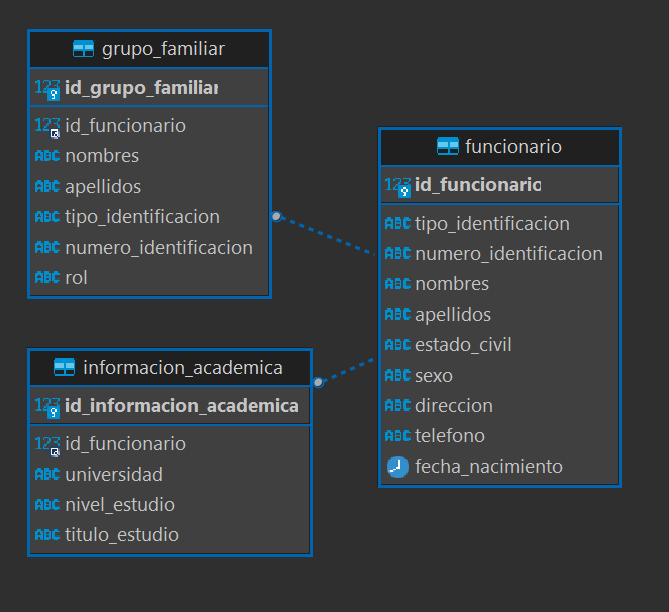 grupo_familiar
123 id_grupo_familiar
123 id_funcionario
ABC nombres
ABC apellidos
ABC tipo_identificacion
ABC numero_identificacion
ABC rol
funcionario
123 id_funcionario
ABC tipo_identificacion
ABC numero_identificacion
ABC nombres
ABC apellidos
ABC estado_civil
ABC sexo
ABC direccion
ABC telefono
fecha_nacimiento
informacion_academica
123 id_informacion_academica
123 id_funcionario
ABC universidad
ABC nivel_estudio
ABC titulo_estudio